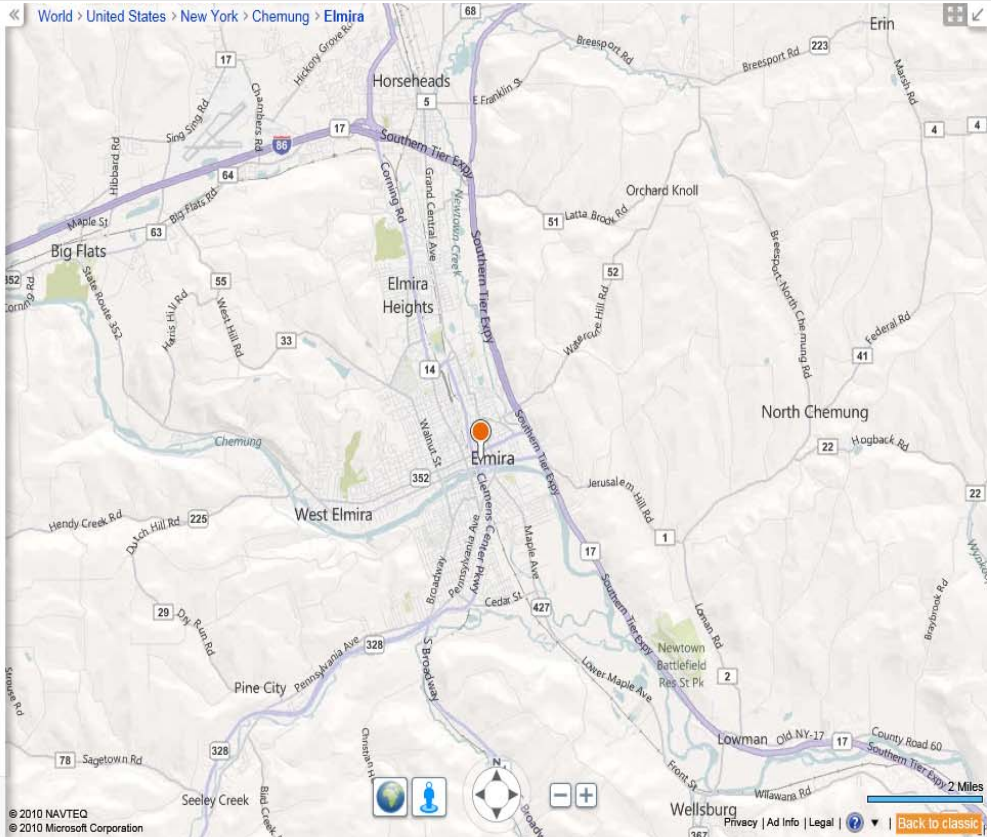 World › United States › New York › Chemung › Elmira
68
Erin
17
Hickory Grove Rd
Breesport Rd
Breesport Rd
223
Horseheads
Marsh Rd
Chambers Rd
5
E Franklin St
Sing Sing Rd
17
4
4
86
Southern Tier Expy
Hibbard Rd
64
Corning Rd
Grand Central Ave
Newtown Creek
Orchard Knoll
Big Flats Rd
51
Latta Brook Rd
Maple St
63
Big Flats
Southern Tier Expy
Breesport-North Chemung Rd
352
Corning Rd
State Route 352
55
52
Elmira
Heights
Harris Hill Rd
West Hill Rd
Watercure Hill Rd
Federal Rd
33
41
14
North Chemung
Walnut St
Southern Tier Expy
Chemung
22
Hogback Rd
Elmira
352
Jerusalem Hill Rd
22
West Elmira
Clemens Center Pkwy
Hendy Creek Rd
225
Dutch Hill Rd
Pennsylvania Ave
Maple Ave
1
17
Broadway
Southern Tier Expy
Braybrook Rd
29
Dry Run Rd
Cedar St
427
Loman Rd
328
S Broadway
Newtown
Battlefield
Res St Pk
Pennsylvania Ave
Lower Maple Ave
2
Strouse Rd
Pine City
Lowman
Old NY-17
17
County Road 60
328
Southern Tier Expy
78
Sagetown Rd
N
Front St
2 Miles
Wilawana Rd
Seeley Creek
Wellsburg
© 2010 NAVTEQ
© 2010 Microsoft Corporation
Privacy | Ad Info | Legal | ? ▼ | Back to classic
367